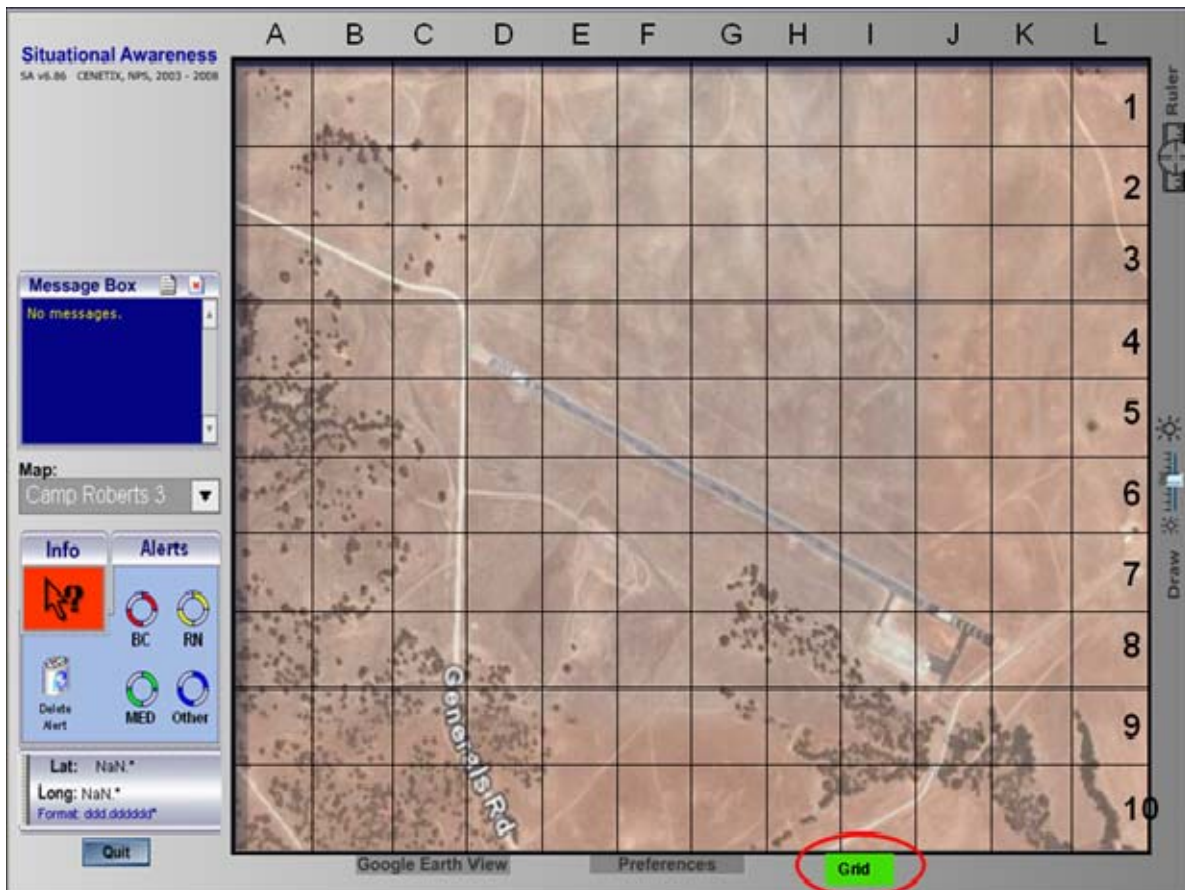 Situational Awareness
SA v6.86 CENETIX, NPS, 2003 - 2008
A B C D E F G H I J K L
1
2
3
4
5
6
7
8
9
10
Message Box
No messages.
Map:
Camp Roberts 3
Info
Alerts
BC
RN
Delete
Alert
MED
Other
Lat: NaN.°
Long: NaN.°
Format: ddd.dddddd°
Quit
Generals Rd
Google Earth View
Preferences
Grid
Ruler
Draw